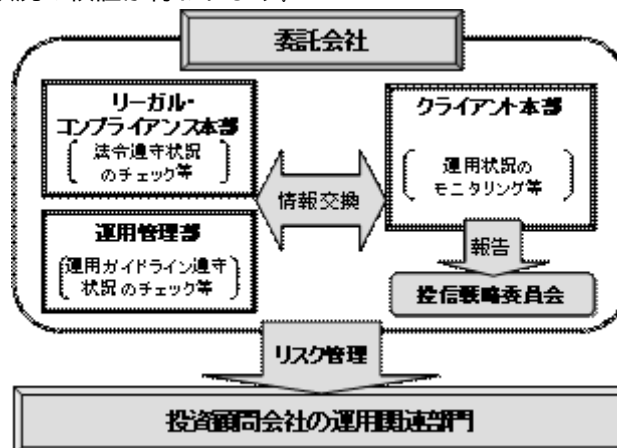 委託会社
リーガル・
コンプライアンス本部
法令遵守状況
のチェック等
運用管理部
運用ガイドライン遵守
状況のチェック等
情報交換
クライアント本部
運用状況の
モニタリング等
報告
投信戦略委員会
リスク管理
投資顧問会社の運用関連部門